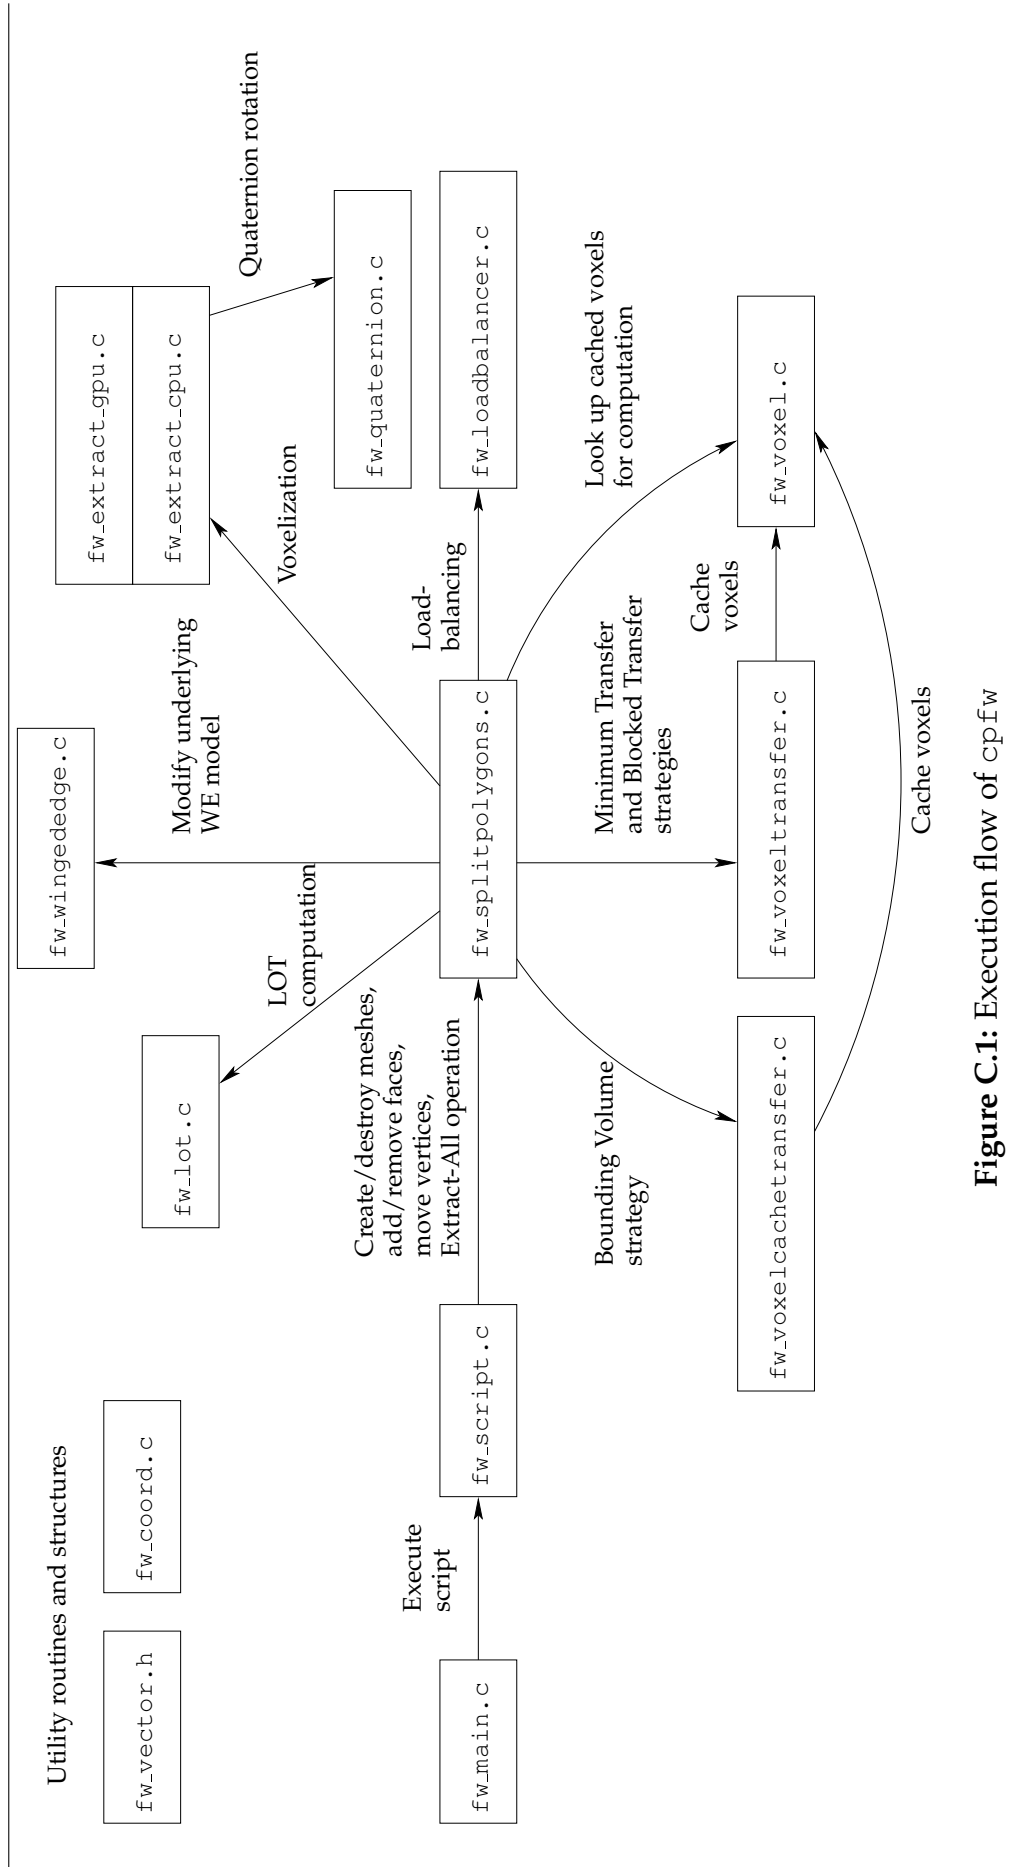 Utility routines and structures
fw_vector.h
fw_coord.c
fw_lot.c
fw_wingededge.c
fw_extract_gpu.c
fw_extract_cpu.c
LOT
computation
Modify underlying
WE model
Voxelization
Quaternion rotation
fw_quaternion.c
fw_main.c
Execute
script
fw_script.c
Create/destroy meshes,
add/remove faces,
move vertices,
Extract-All operation
fw_splitpolygons.c
Load-
balancing
fw_loadbalancer.c
Bounding Volume
strategy
Minimum Transfer
and Blocked Transfer
strategies
Look up cached voxels
for computation
fw_voxelcachetransfer.c
fw_voxeltransfer.c
Cache
voxels
fw_voxel.c
Cache voxels
Figure C.1: Execution flow of cpfw